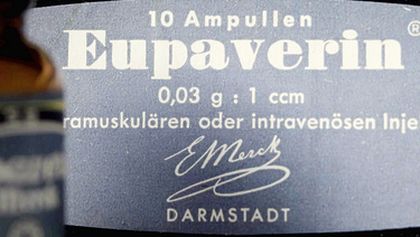 10 Ampullen
Eupaverin®
0,03 g : 1 ccm
ramuskulären oder intravenösen Inje
E. Merck
DARMSTADT